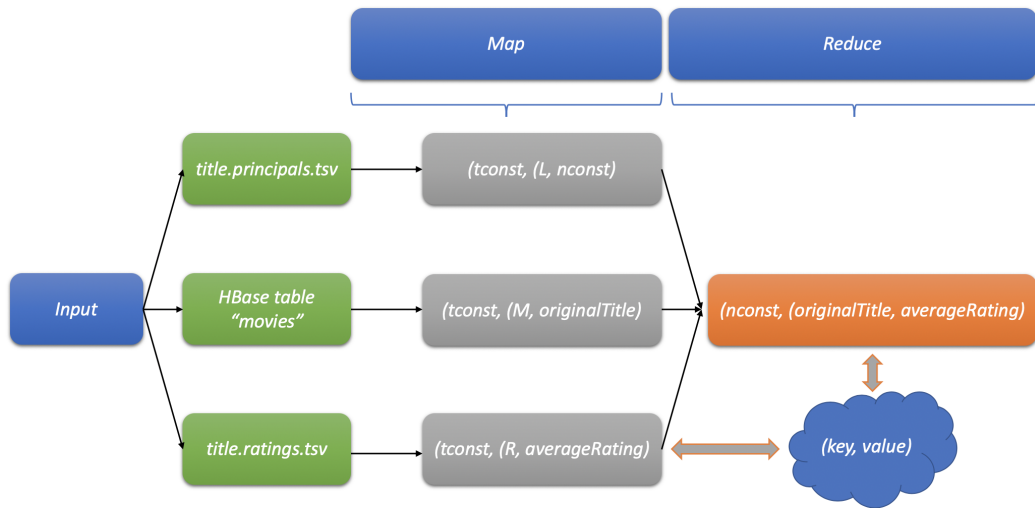 Map
Reduce
title.principals.tsv
(tconst, (L, nconst)
Input
HBase table
“movies”
(tconst, (M, originalTitle)
(nconst, (originalTitle, averageRating)
title.ratings.tsv
(tconst, (R, averageRating)
(key, value)